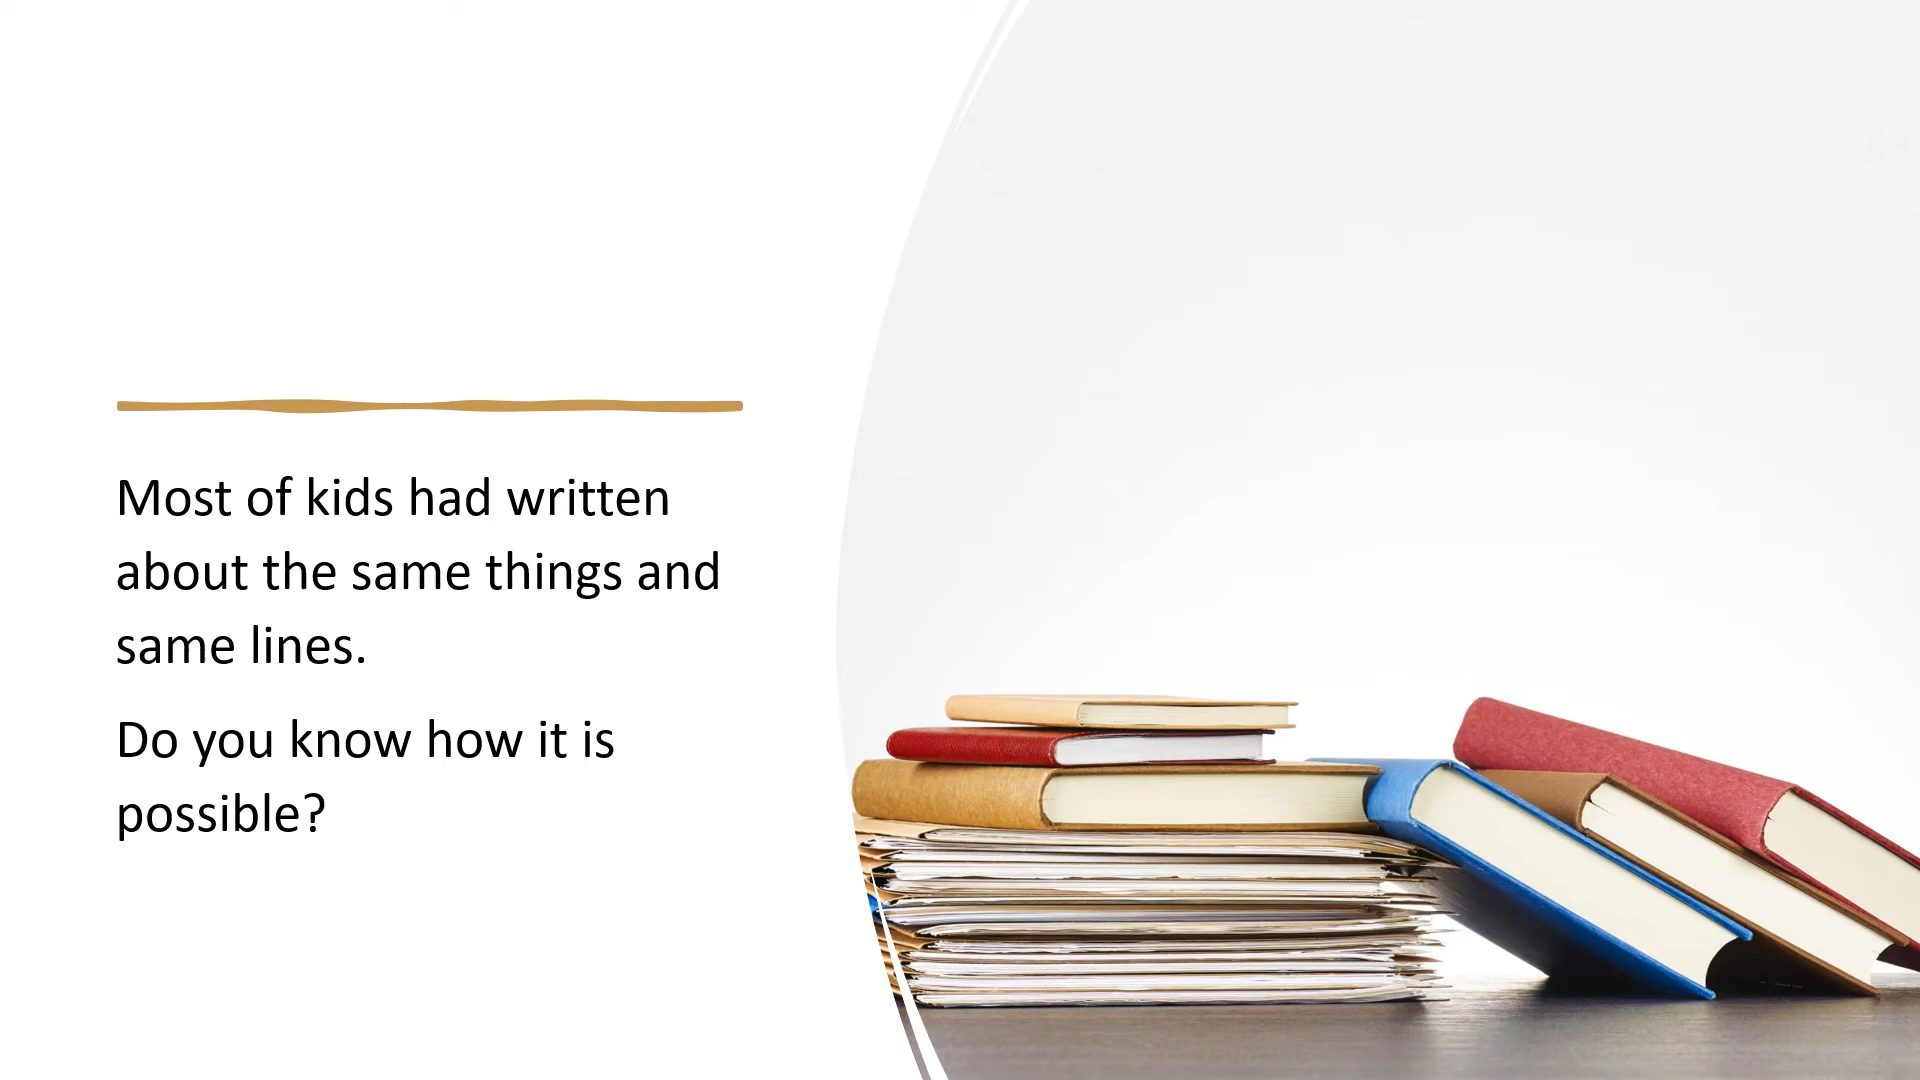 Most of kids had written
about the same things and
same lines.
Do you know how it is
possible?